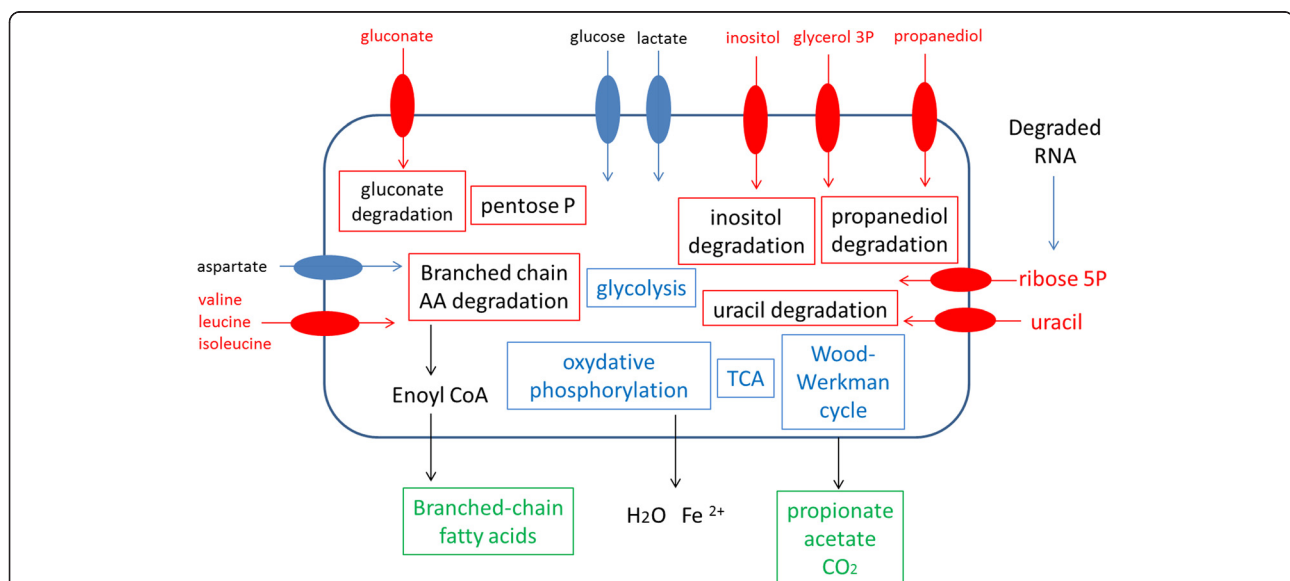 gluconate
glucose
lactate
inositol
glycerol 3P
propanediol
Degraded
RNA
gluconate
degradation
pentose P
inositol
degradation
propanediol
degradation
aspartate
Branched chain
AA degradation
glycolysis
ribose 5P
valine
leucine
isoleucine
uracil degradation
uracil
oxydative
phosphorylation
TCA
Wood-
Werkman
cycle
Enoyl CoA
Branched-chain
fatty acids
H2O Fe 2+
propionate
acetate
CO2